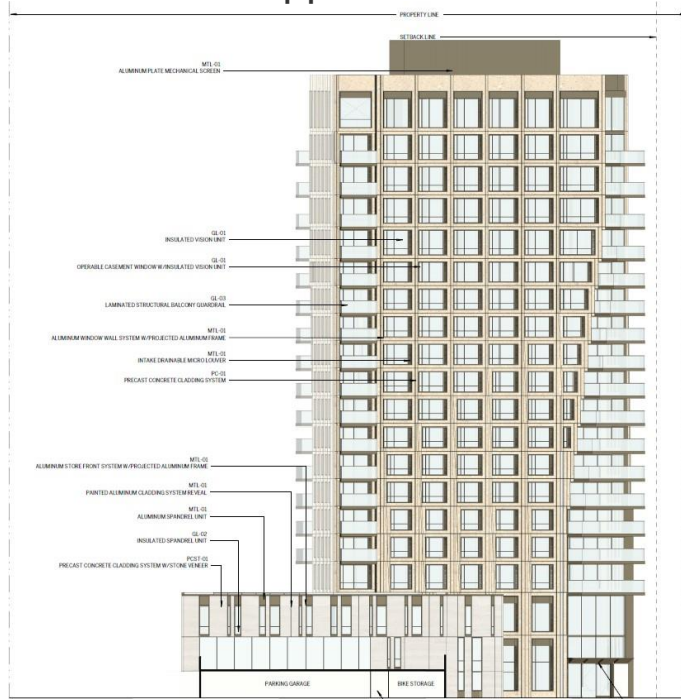 PROPERTY LINE
SETBACK LINE
MTL-01
ALUMINUM PLATE MECHANICAL SCREEN
GL-01
INSULATED VISION UNIT
GL-01
OPERABLE CASEMENT WINDOW W/INSULATED VISION UNIT
GL-03
LAMINATED STRUCTURAL BALCONY GUARDRAIL
MTL-01
ALUMINUM WINDOW WALL SYSTEM W/PROJECTED ALUMINUM FRAME
MTL-01
INTAKE DRAINABLE MICRO LOUVER
PC-01
PRECAST CONCRETE CLADDING SYSTEM
MTL-01
ALUMINUM STORE FRONT SYSTEM W/PROJECTED ALUMINUM FRAME
MTL-01
PAINTED ALUMINUM CLADDING SYSTEM REVEAL
MTL-01
ALUMINUM SPANDREL UNIT
GL-02
INSULATED SPANDREL UNIT
PCST-01
PRECAST CONCRETE CLADDING SYSTEM W/STONE VENEER
PARKING GARAGE
BIKE STORAGE